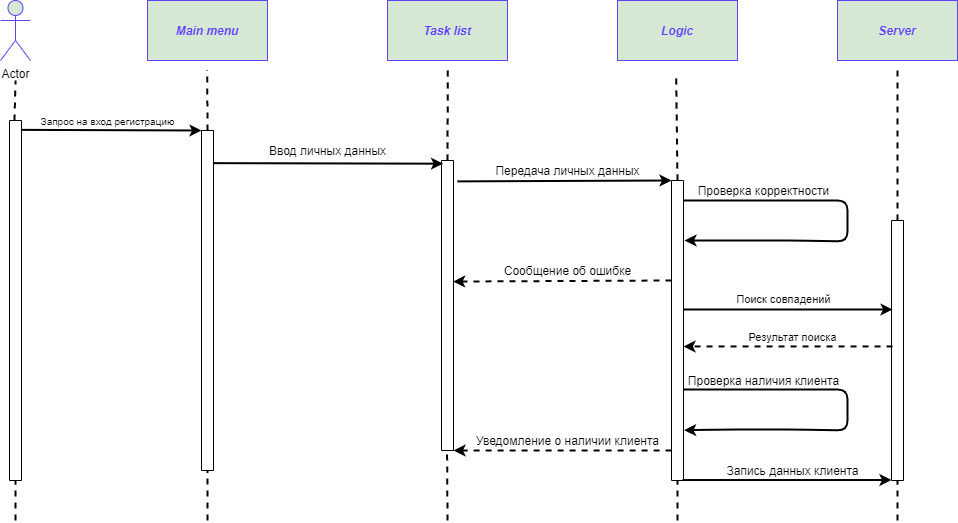 Main menu
Task list
Logic
Server
Actor
Запрос на вход регистрацию
Ввод личных данных
Передача личных данных
Проверка корректности
Сообщение об ошибке
Поиск совпадений
Результат поиска
Проверка наличия клиента
Уведомление о наличии клиента
Запись данных клиента